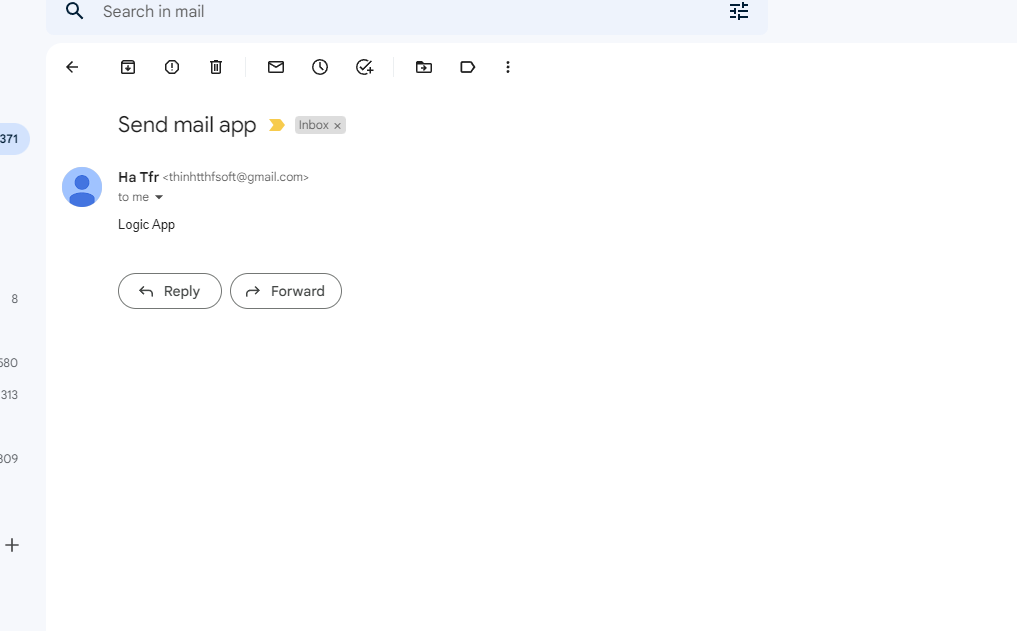 Search in mail
371
Send mail app Inbox ×
Ha Tfr <thinhtthfsoft@gmail.com>
to me
Logic App
Reply Forward
8
580
313
309